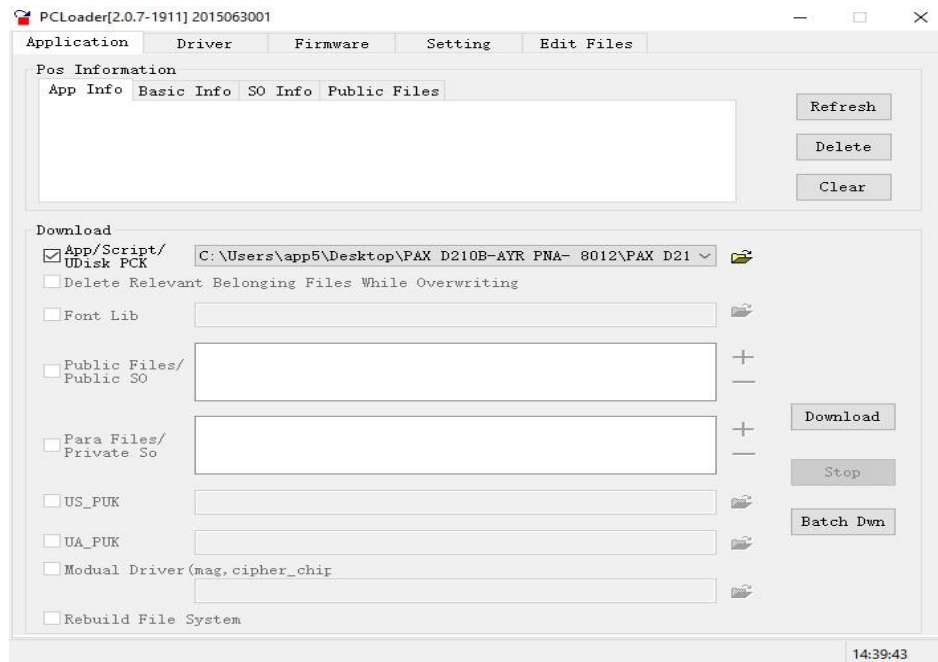 PCLoader[2.0.7-1911] 2015063001
Application Driver Firmware Setting Edit Files
Pos Information
App Info Basic Info SO Info Public Files
Refresh
Delete
Clear
Download
App/Script/
UDisk PCK
C:\Users\app5\Desktop\PAX D210B-AYR PNA- 8012\PAX D21
Delete Relevant Belonging Files While Overwriting
Font Lib
Public Files/
Public SO
Download
Para Files/
Private So
Stop
US_PUK
Batch Dwn
UA_PUK
Modual Driver(mag,cipher_chip
Rebuild File System
14:39:43